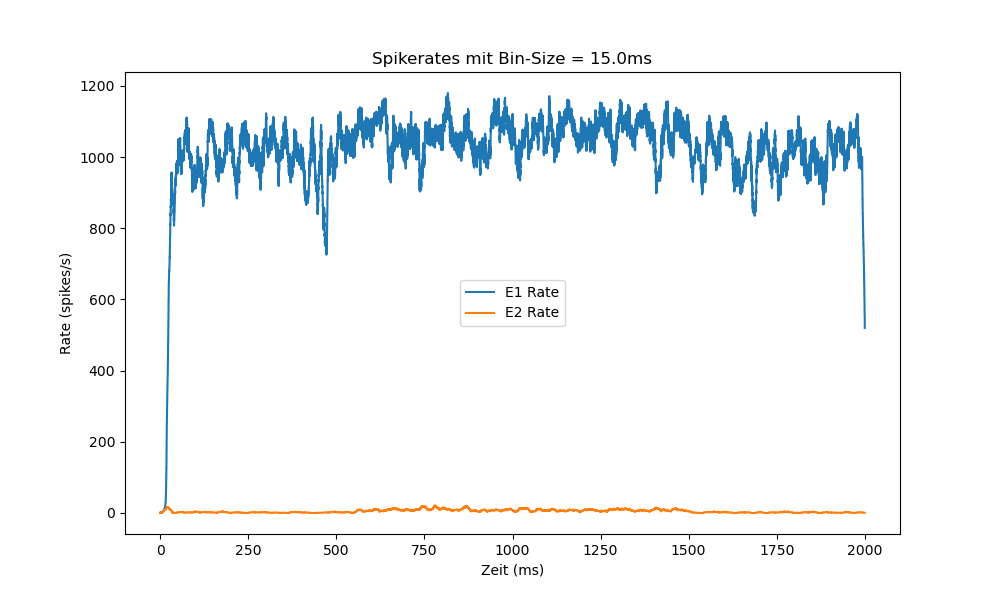 Spikerates mit Bin-Size = 15.0ms
1200
1000
800
600
400
200
0
Rate (spikes/s)
E1 Rate
E2 Rate
0 250 500 750 1000 1250 1500 1750 2000
Zeit (ms)